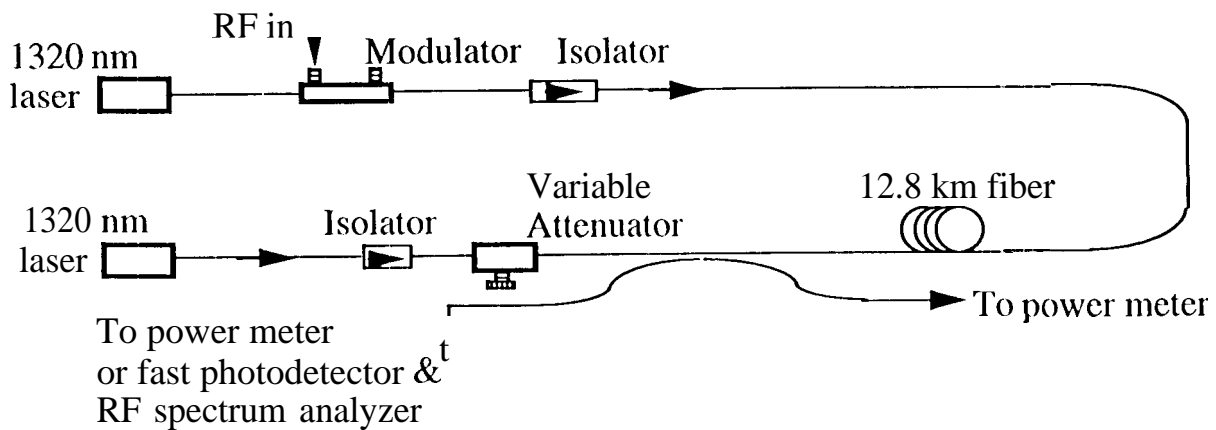 RF in
1320 nm
laser
Modulator
Isolator
1320 nm
laser
Isolator
Variable
Attenuator
12.8 km fiber
To power meter
To power meter
or fast photodetector & t
RF spectrum analyzer